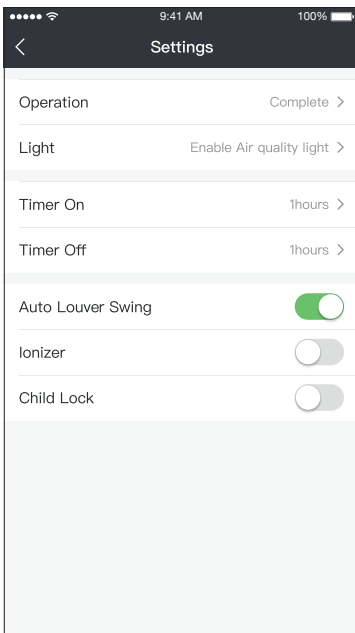 9:41 AM 100%
Settings
Operation Complete
Light Enable Air quality light
Timer On 1hours
Timer Off 1hours
Auto Louver Swing
Ionizer
Child Lock